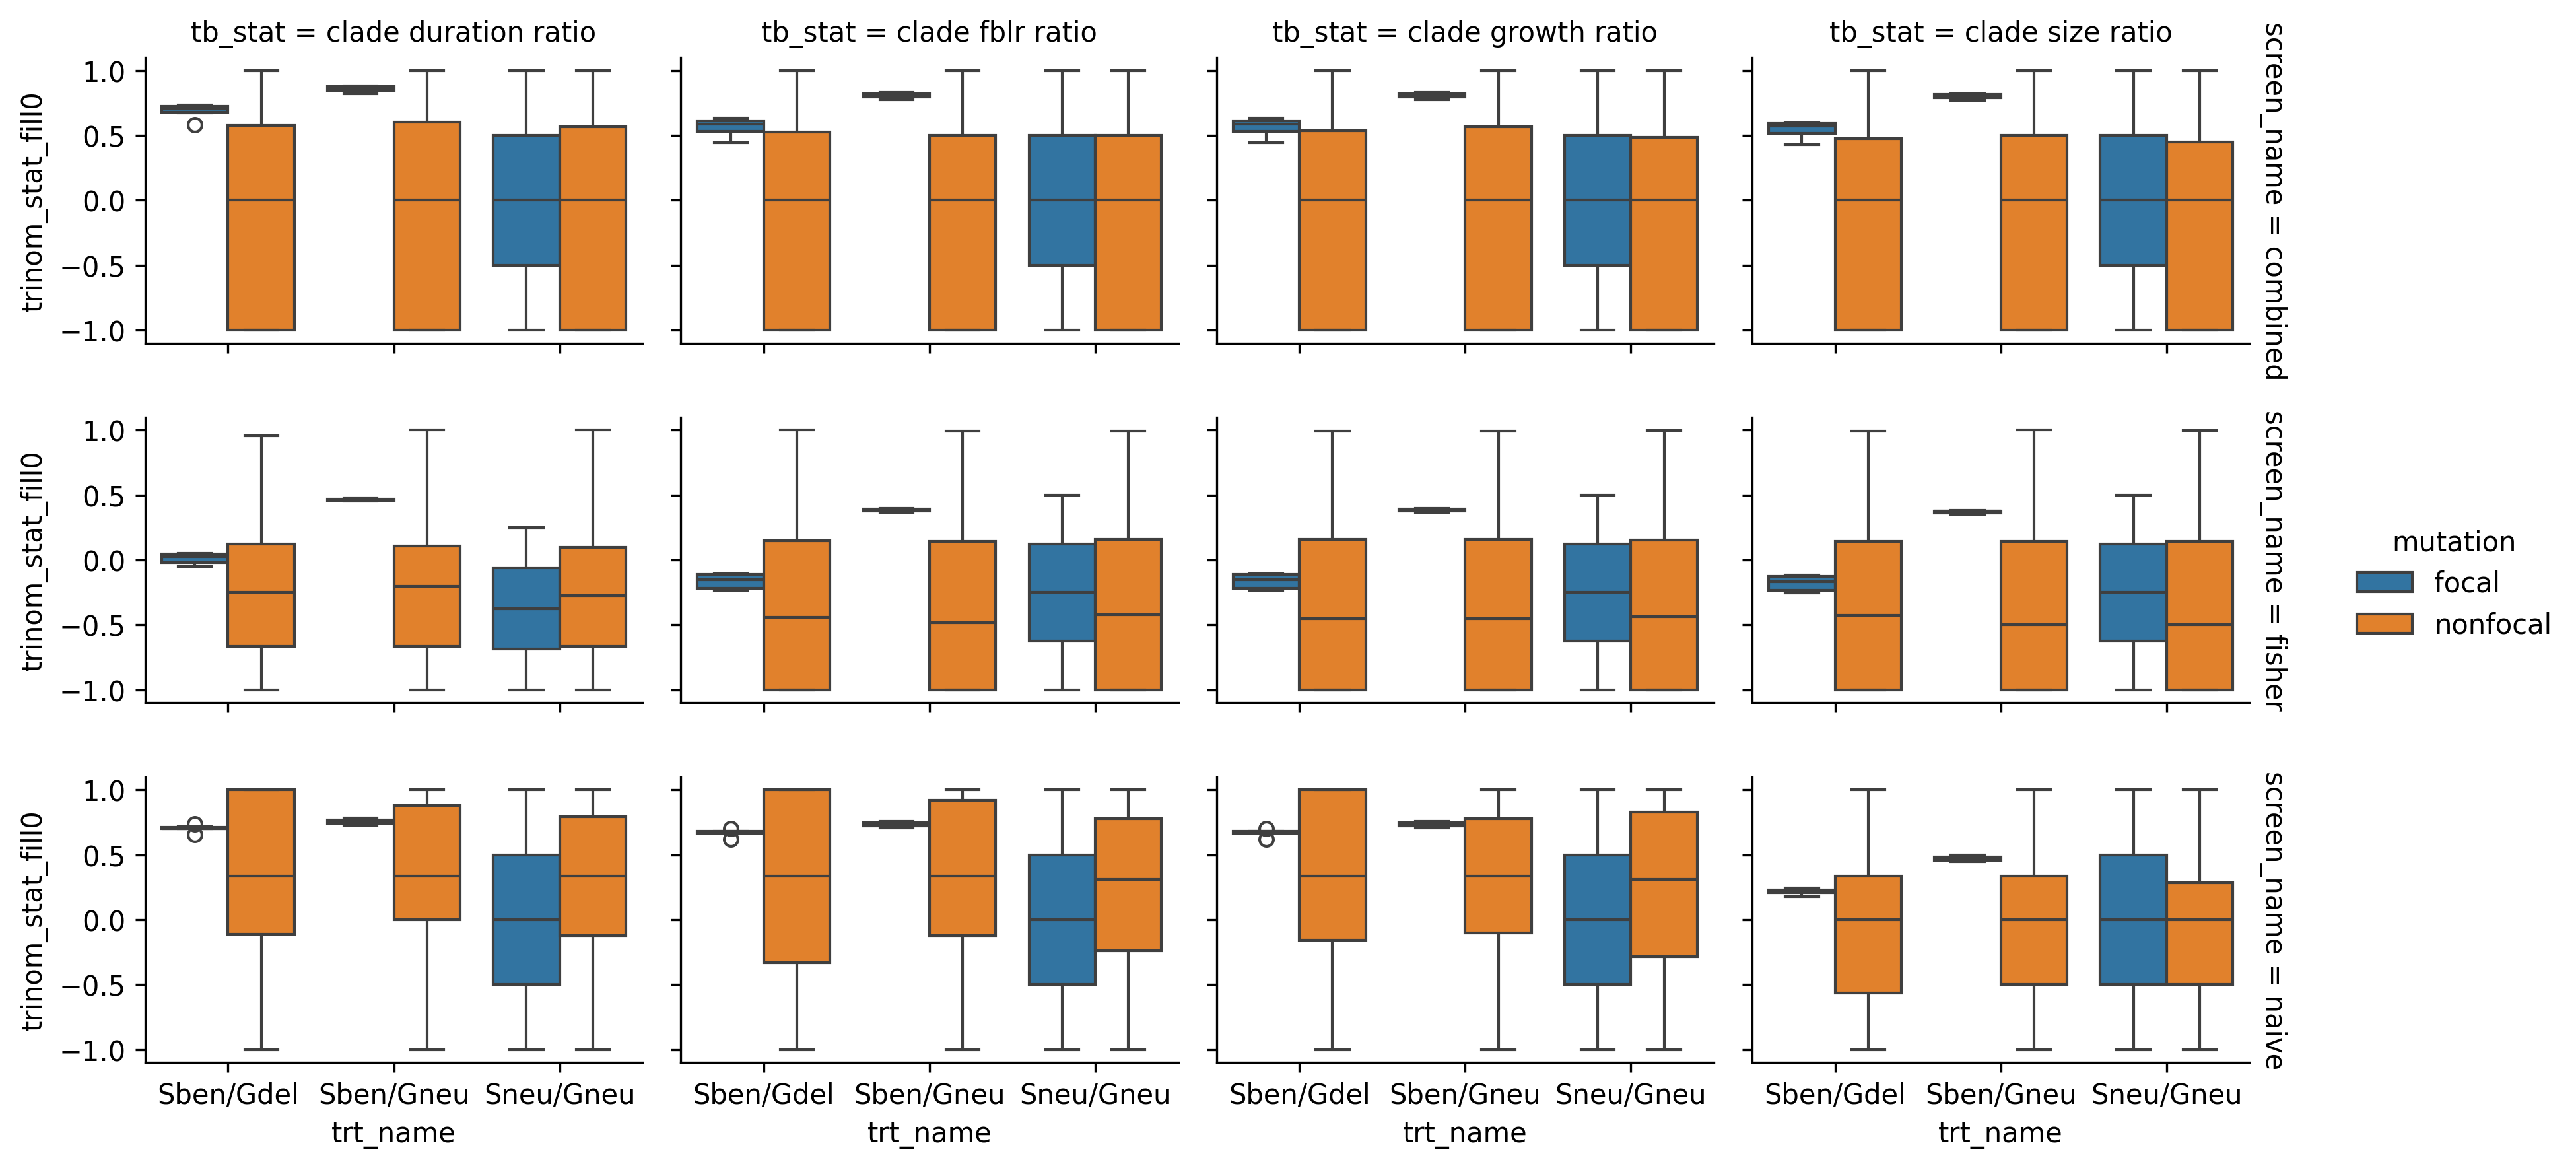 tb_stat = clade duration ratio
tb_stat = clade fblr ratio
tb_stat = clade growth ratio
tb_stat = clade size ratio
trinom_stat_fill0
1.0
0.5
0.0
−0.5
−1.0
screen_name = combined
trinom_stat_fill0
1.0
0.5
0.0
−0.5
−1.0
screen_name = fisher
mutation
focal
nonfocal
trinom_stat_fill0
1.0
0.5
0.0
−0.5
−1.0
screen_name = naive
Sben/Gdel Sben/Gneu Sneu/Gneu
Sben/Gdel Sben/Gneu Sneu/Gneu
Sben/Gdel Sben/Gneu Sneu/Gneu
Sben/Gdel Sben/Gneu Sneu/Gneu
trt_name
trt_name
trt_name
trt_name